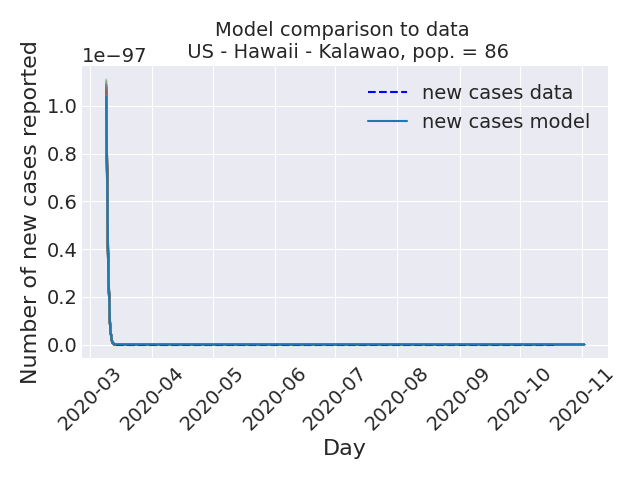 Model comparison to data
US - Hawaii - Kalawao, pop. = 86
1e−97
Number of new cases reported
1.0
0.8
0.6
0.4
0.2
0.0
new cases data
new cases model
2020-03
2020-04
2020-05
2020-06
2020-07
2020-08
2020-09
2020-10
2020-11
Day